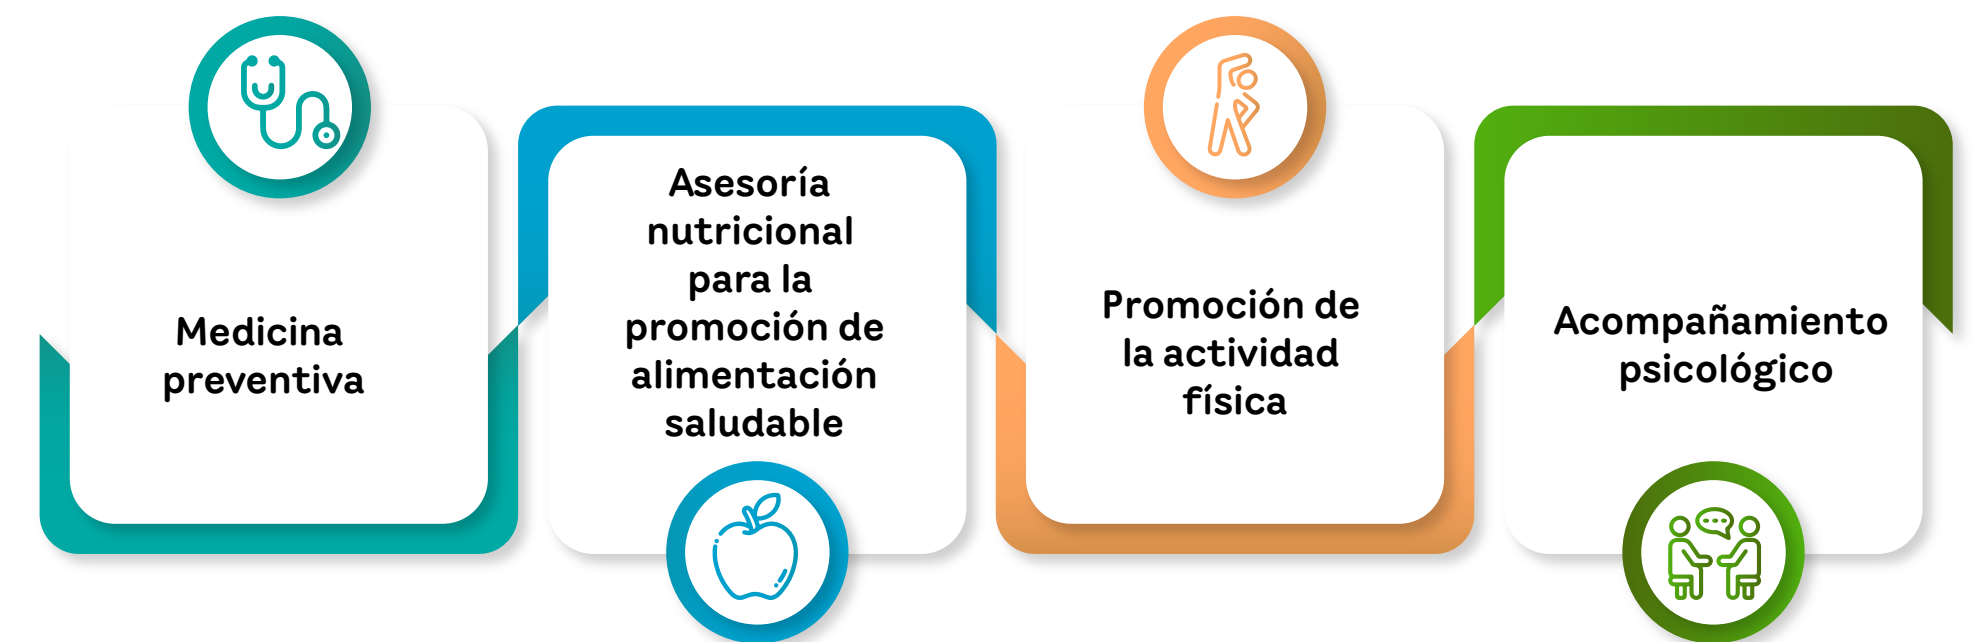 Medicina
preventiva
Asesoría
nutricional
para la
promoción de
alimentación
saludable
Promoción de
la actividad
física
Acompañamiento
psicológico